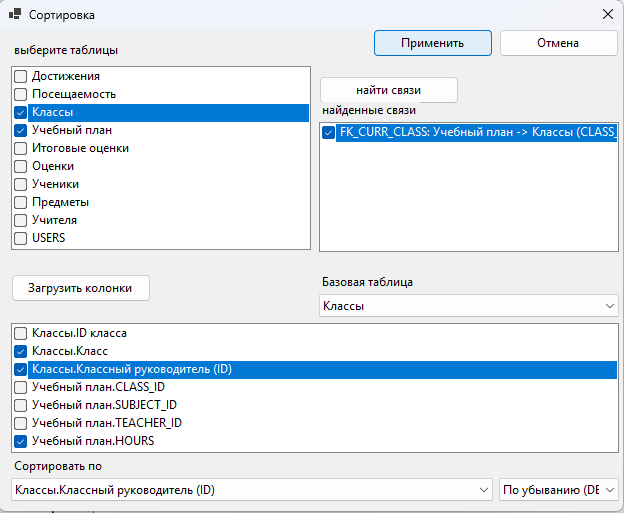 Сортировка
выберите таблицы
Применить
Отмена
Достижения
Посещаемость
Классы
Учебный план
Итоговые оценки
Оценки
Ученики
Предметы
Учителя
USERS
найти связи
найденные связи
FK_CURR_CLASS: Учебный план -> Классы (CLASS_
Загрузить колонки
Базовая таблица
Классы
Классы.ID класса
Классы.Класс
Классы.Классный руководитель (ID)
Учебный план.CLASS_ID
Учебный план.SUBJECT_ID
Учебный план.TEACHER_ID
Учебный план.HOURS
Сортировать по
Классы.Классный руководитель (ID)
По убыванию (DE